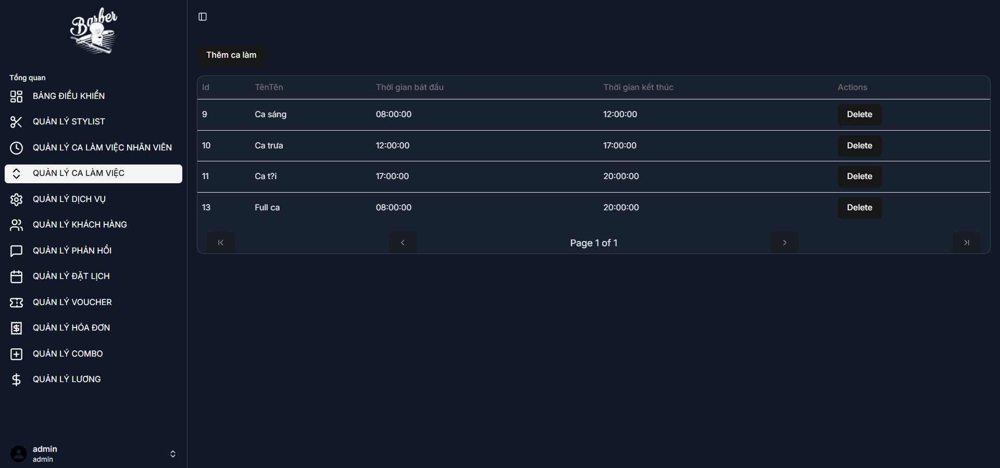 Barber
Tổng quan
BẢNG ĐIỀU KHIỂN
QUẢN LÝ STYLIST
QUẢN LÝ CA LÀM VIỆC NHÂN VIÊN
QUẢN LÝ CA LÀM VIỆC
QUẢN LÝ DỊCH VỤ
QUẢN LÝ KHÁCH HÀNG
QUẢN LÝ PHẢN HỒI
QUẢN LÝ ĐẶT LỊCH
QUẢN LÝ VOUCHER
QUẢN LÝ HÓA ĐƠN
QUẢN LÝ COMBO
QUẢN LÝ LƯƠNG
admin
admin
Thêm ca làm
Id TênTên Thời gian bát đầu Thời gian kết thúc Actions
9 Ca sáng 08:00:00 12:00:00 Delete
10 Ca trưa 12:00:00 17:00:00 Delete
11 Ca t?i 17:00:00 20:00:00 Delete
13 Full ca 08:00:00 20:00:00 Delete
Page 1 of 1